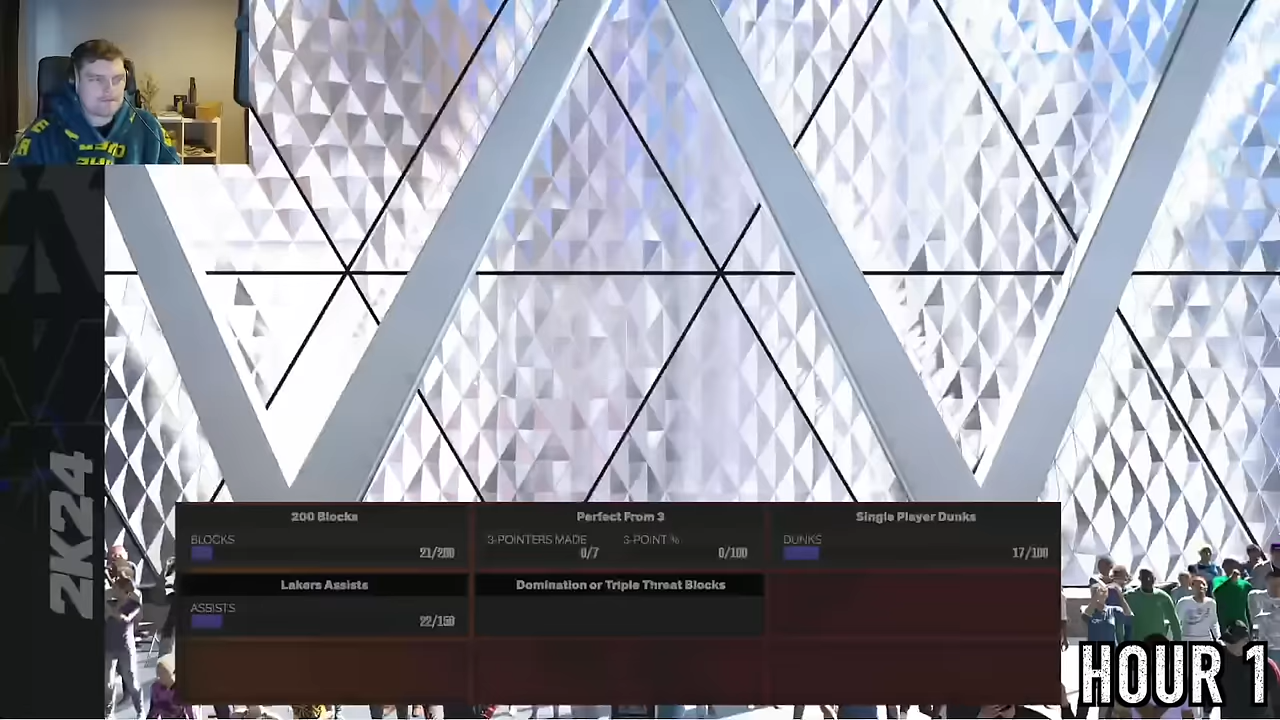 2K24
200 Blocks
BLOCKS
21/200
Perfect From 3
3-POINTERS MADE
0/7
3-POINT %
0/100
Single Player Dunks
DUNKS
17/100
Lakers Assists
ASSISTS
22/150
Domination or Triple Threat Blocks
HOUR 1